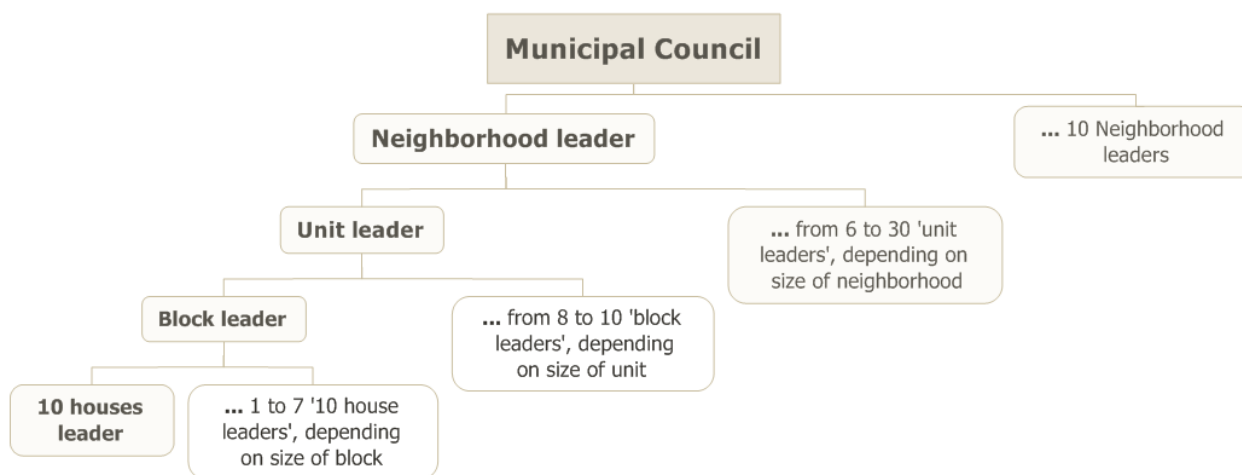 Municipal Council
Neighborhood leader
... 10 Neighborhood
leaders
Unit leader
... from 6 to 30 'unit
leaders', depending on
size of neighborhood
Block leader
... from 8 to 10 'block
leaders', depending
on size of unit
10 houses
leader
... 1 to 7 '10 house
leaders', depending
on size of block